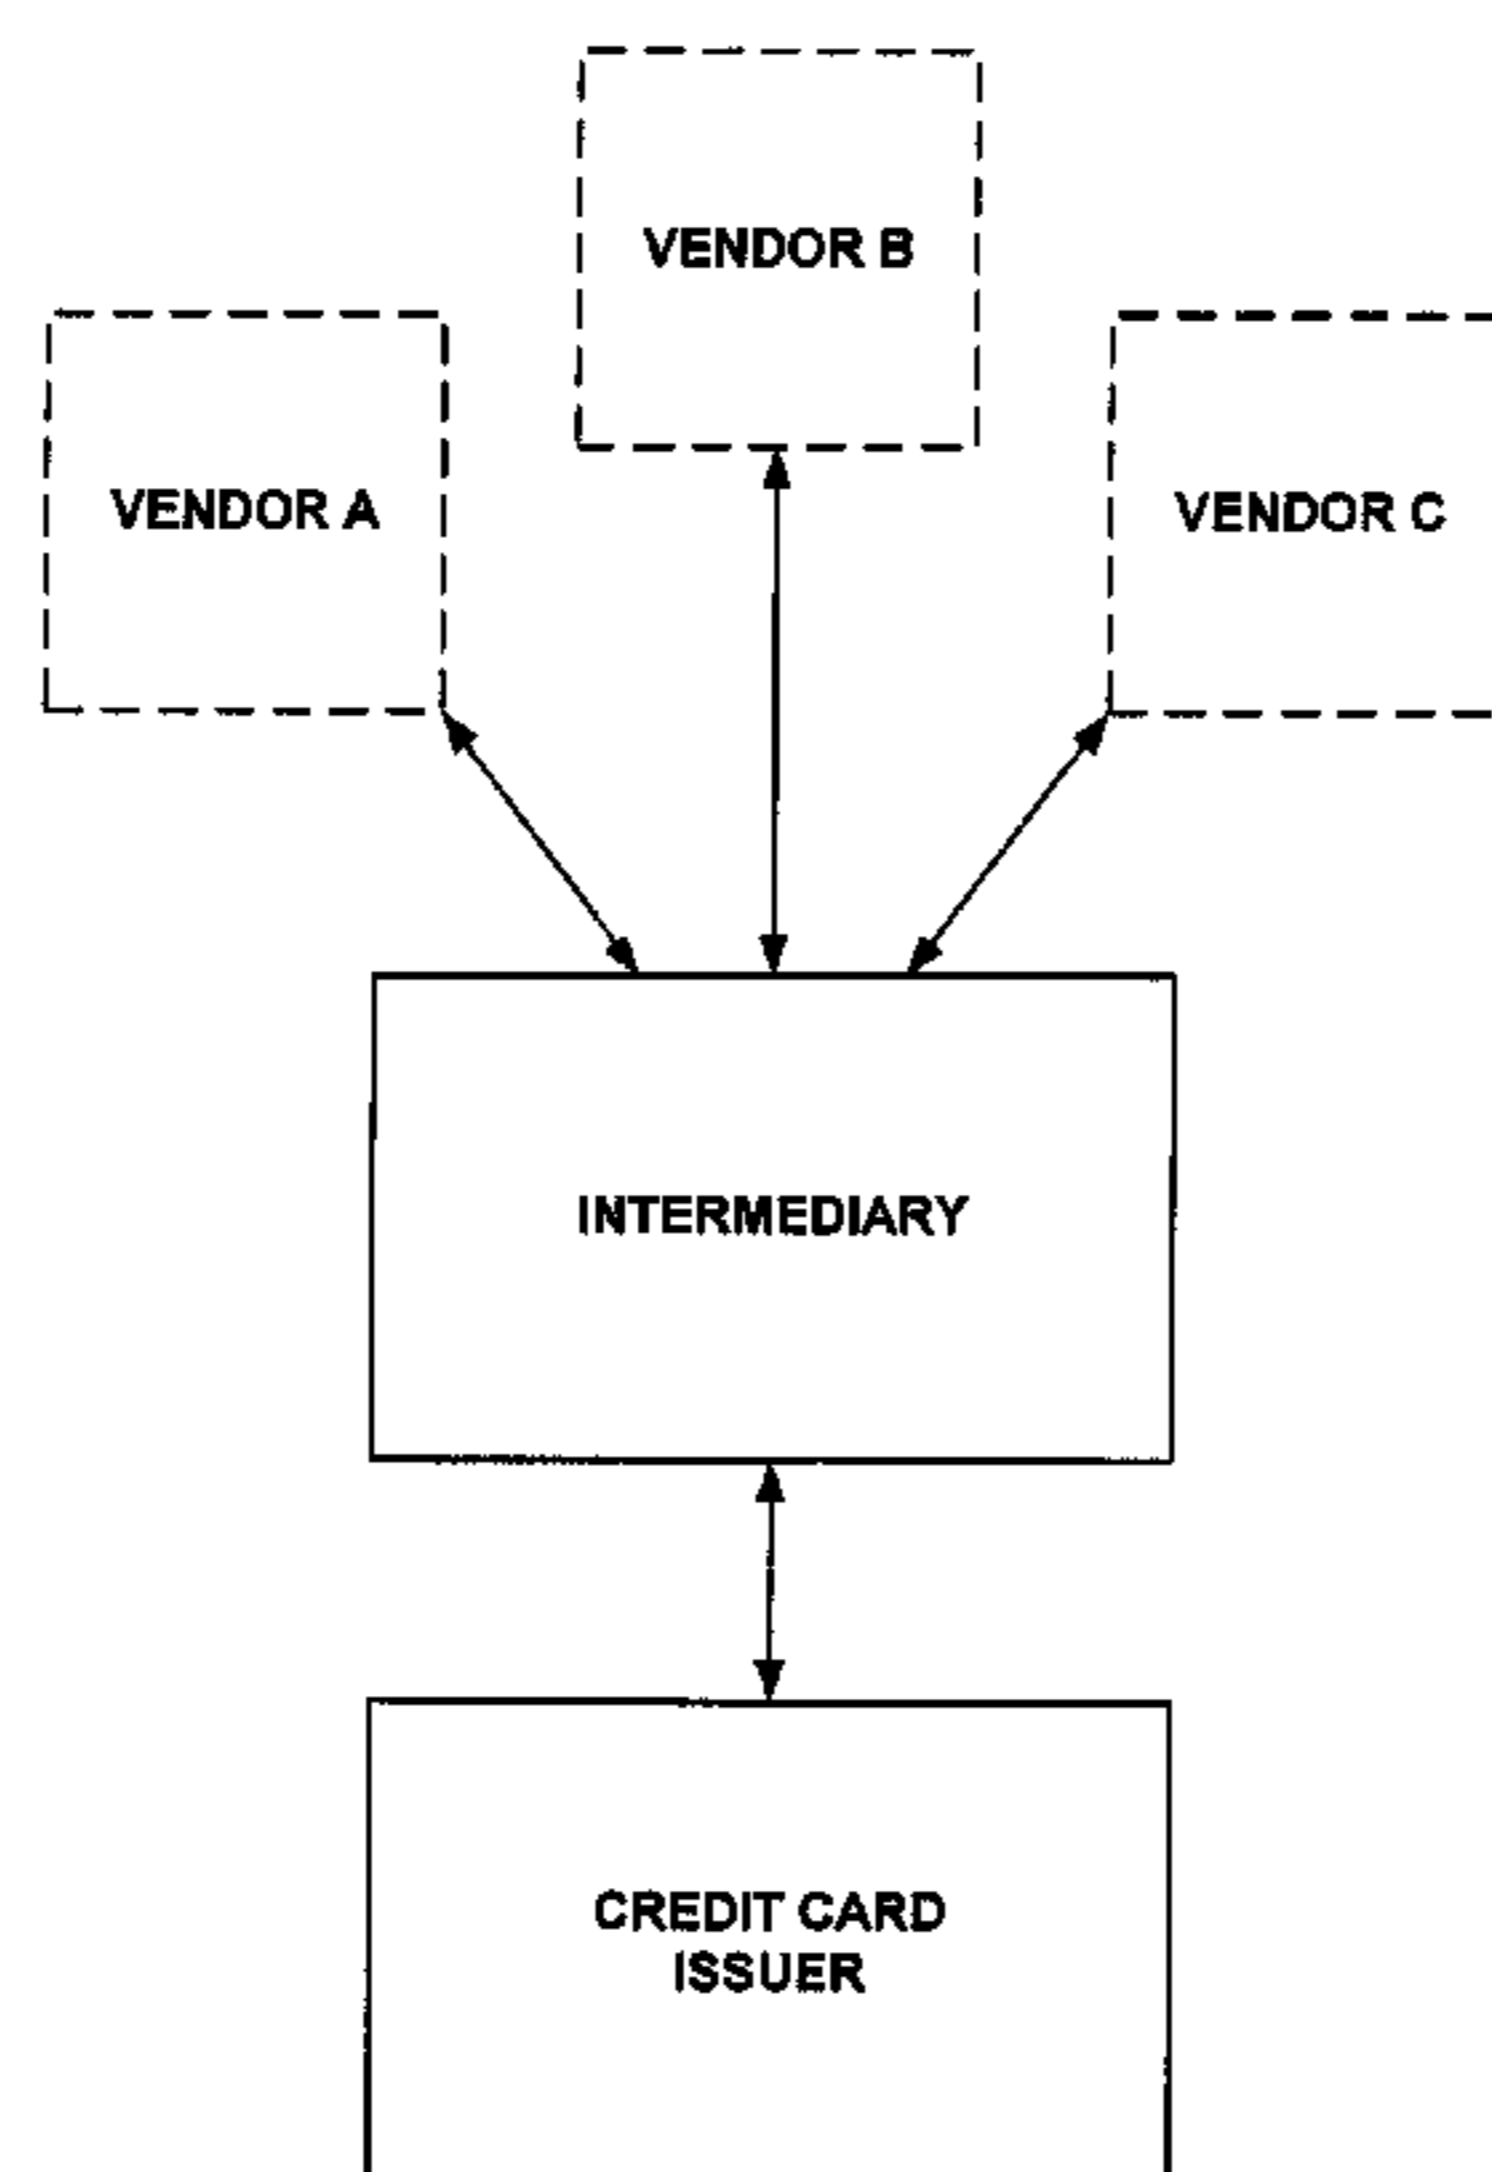 VENDOR B
VENDOR A
VENDOR C
INTERMEDIARY
CREDIT CARD
ISSUER